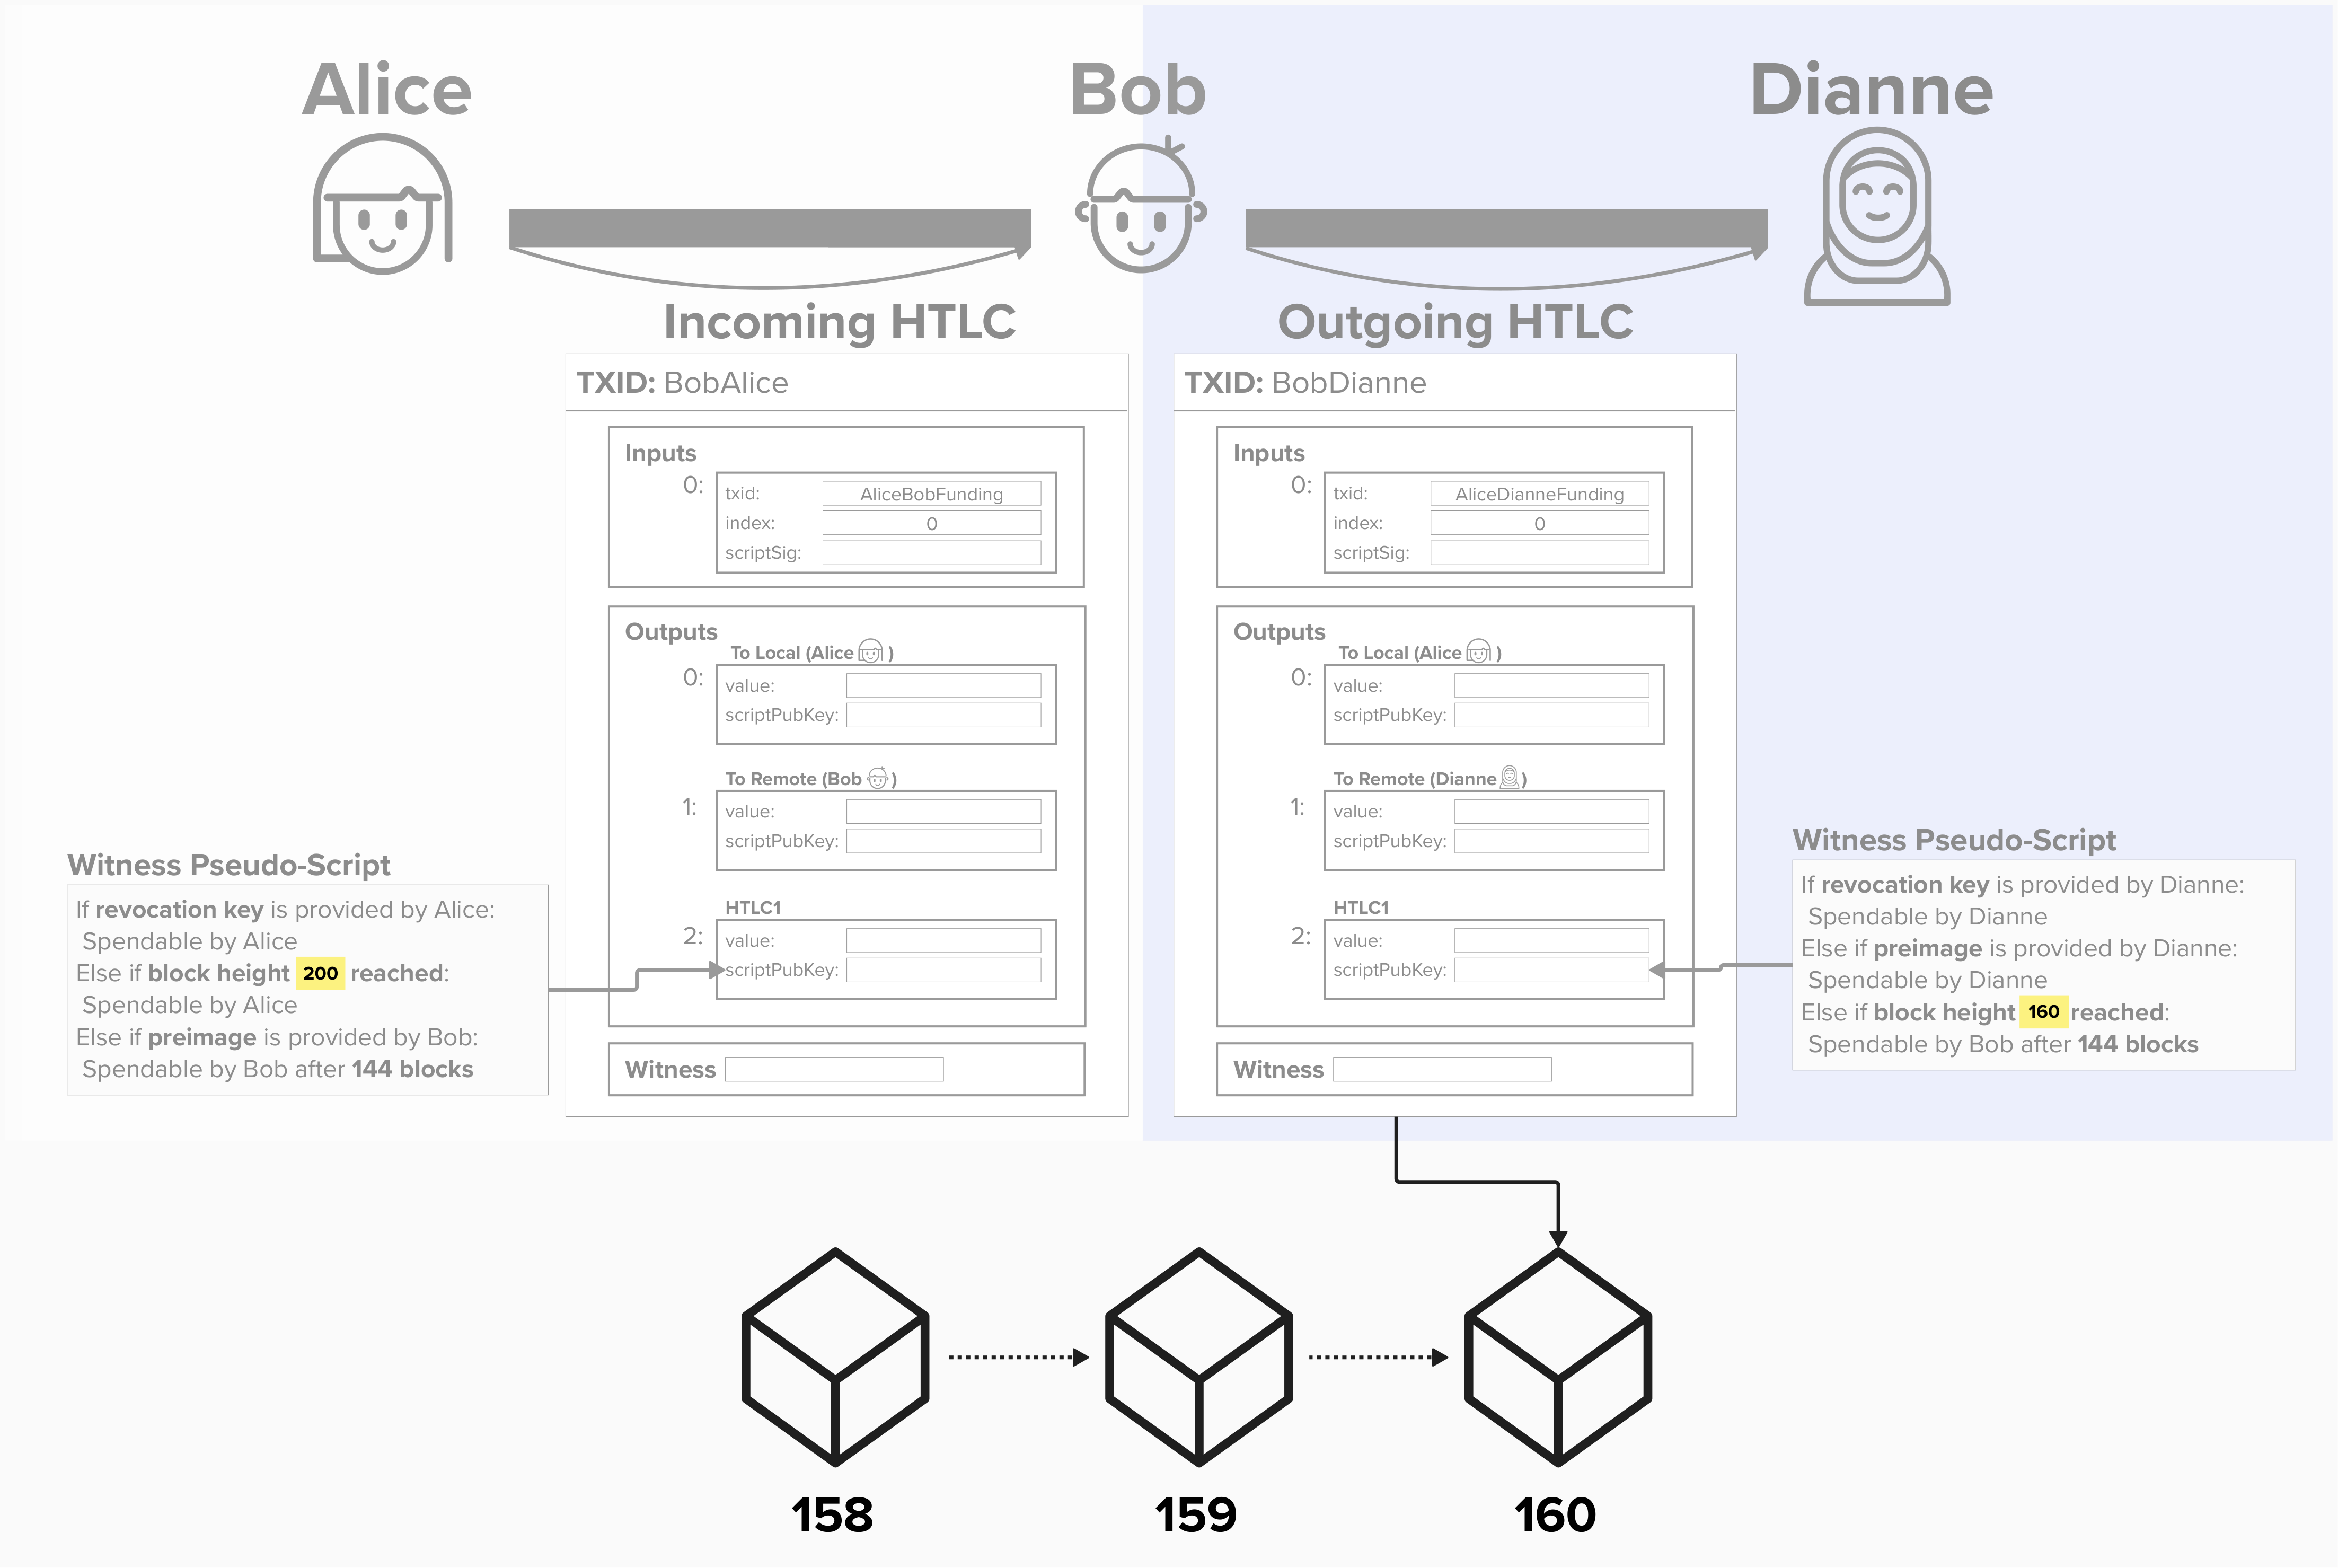 Alice
Bob
Dianne
Incoming HTLC
Outgoing HTLC
TXID: BobAlice
Inputs
0:
txid: AliceBobFunding
index: 0
scriptSig:
Outputs
To Local (Alice )
0:
value:
scriptPubKey:
To Remote (Bob )
1:
value:
scriptPubKey:
HTLC1
2:
value:
scriptPubKey:
Witness
Witness Pseudo-Script
If revocation key is provided by Alice:
Spendable by Alice
Else if block height 200 reached:
Spendable by Alice
Else if preimage is provided by Bob:
Spendable by Bob after 144 blocks
TXID: BobDianne
Inputs
0:
txid: AliceDianneFunding
index: 0
scriptSig:
Outputs
To Local (Alice )
0:
value:
scriptPubKey:
To Remote (Dianne )
1:
value:
scriptPubKey:
HTLC1
2:
value:
scriptPubKey:
Witness
Witness Pseudo-Script
If revocation key is provided by Dianne:
Spendable by Dianne
Else if preimage is provided by Dianne:
Spendable by Dianne
Else if block height 160 reached:
Spendable by Bob after 144 blocks
158
159
160